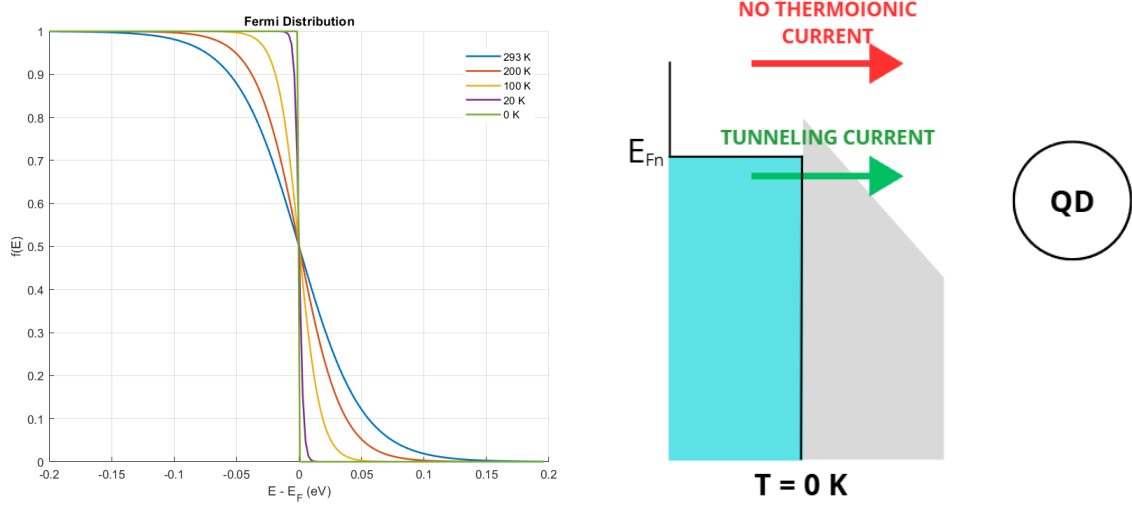 Fermi Distribution
1
0.9
0.8
0.7
0.6
0.5
0.4
0.3
0.2
0.1
0
f(E)
293 K
200 K
100 K
20 K
0 K
-0.2
-0.15
-0.1
-0.05
0
0.05
0.1
0.15
0.2
E - E_F (eV)
NO THERMOIONIC
CURRENT
TUNNELING CURRENT
E_Fn
QD
T = 0 K